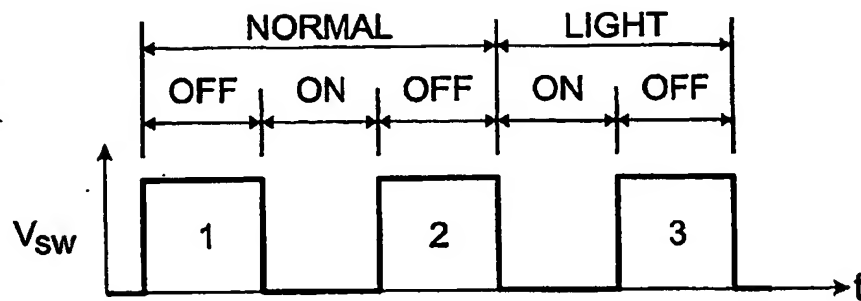 NORMAL LIGHT
OFF ON OFF ON OFF
VSW 1 2 3 t